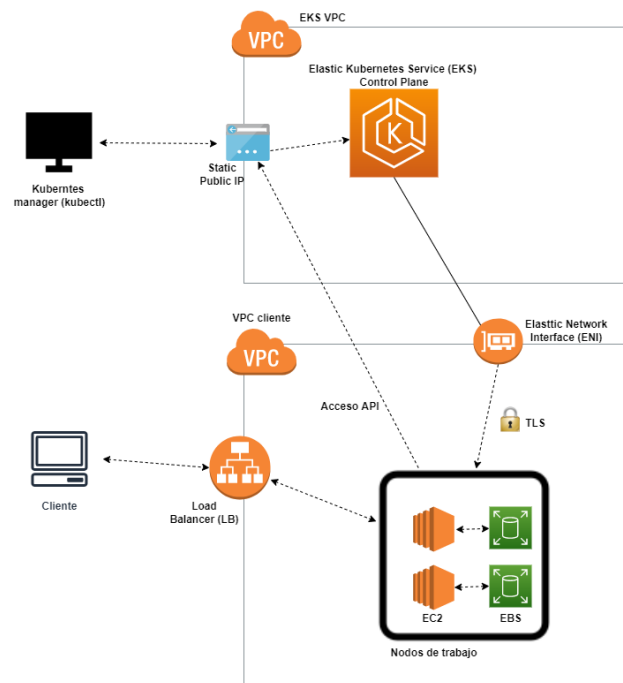 EKS VPC
VPC
Elastic Kubernetes Service (EKS)
Control Plane
K
Static
Public IP
Kuberntes
manager (kubectl)
VPC cliente
VPC
Elasttic Network
Interface (ENI)
Acceso API
TLS
Cliente
Load
Balancer (LB)
EC2
EBS
Nodos de trabajo